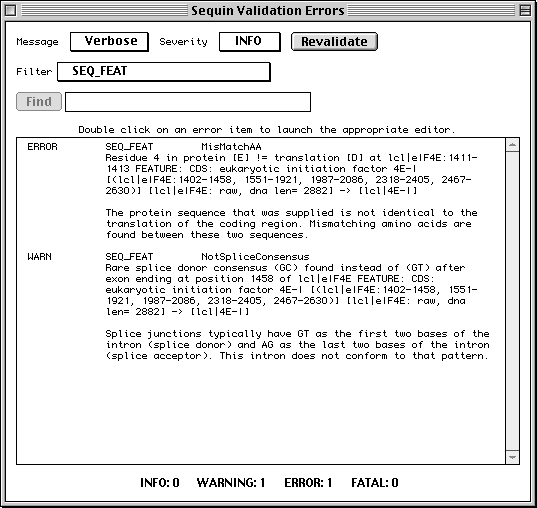 Sequin Validation Errors
Message Verbose Severity INFO Revalidate
Filter SEQ_FEAT
Find
Double click on an error item to launch the appropriate editor.
ERROR SEQ_FEAT MisMatchAA
Residue 4 in protein [E] != translation [D] at lcl|eIF4E:1411-
1413 FEATURE: CDS: eukaryotic initiation factor 4E-I
[(lcl|eIF4E:1402-1458, 1551-1921, 1987-2086, 2318-2405, 2467-
2630)] [lcl|eIF4E: raw, dna len= 2882] -> [lcl|4E-I]
The protein sequence that was supplied is not identical to the
translation of the coding region. Mismatching amino acids are
found between these two sequences.
WARN SEQ_FEAT NotSpliceConsensus
Rare splice donor consensus (GC) found instead of (GT) after
exon ending at position 1458 of lcl|eIF4E FEATURE: CDS:
eukaryotic initiation factor 4E-I [(lcl|eIF4E:1402-1458, 1551-
1921, 1987-2086, 2318-2405, 2467-2630)] [lcl|eIF4E: raw, dna
len= 2882] -> [lcl|4E-I]
Splice junctions typically have GT as the first two bases of the
intron (splice donor) and AG as the last two bases of the intron
(splice acceptor). This intron does not conform to that pattern.
INFO: 0 WARNING: 1 ERROR: 1 FATAL: 0